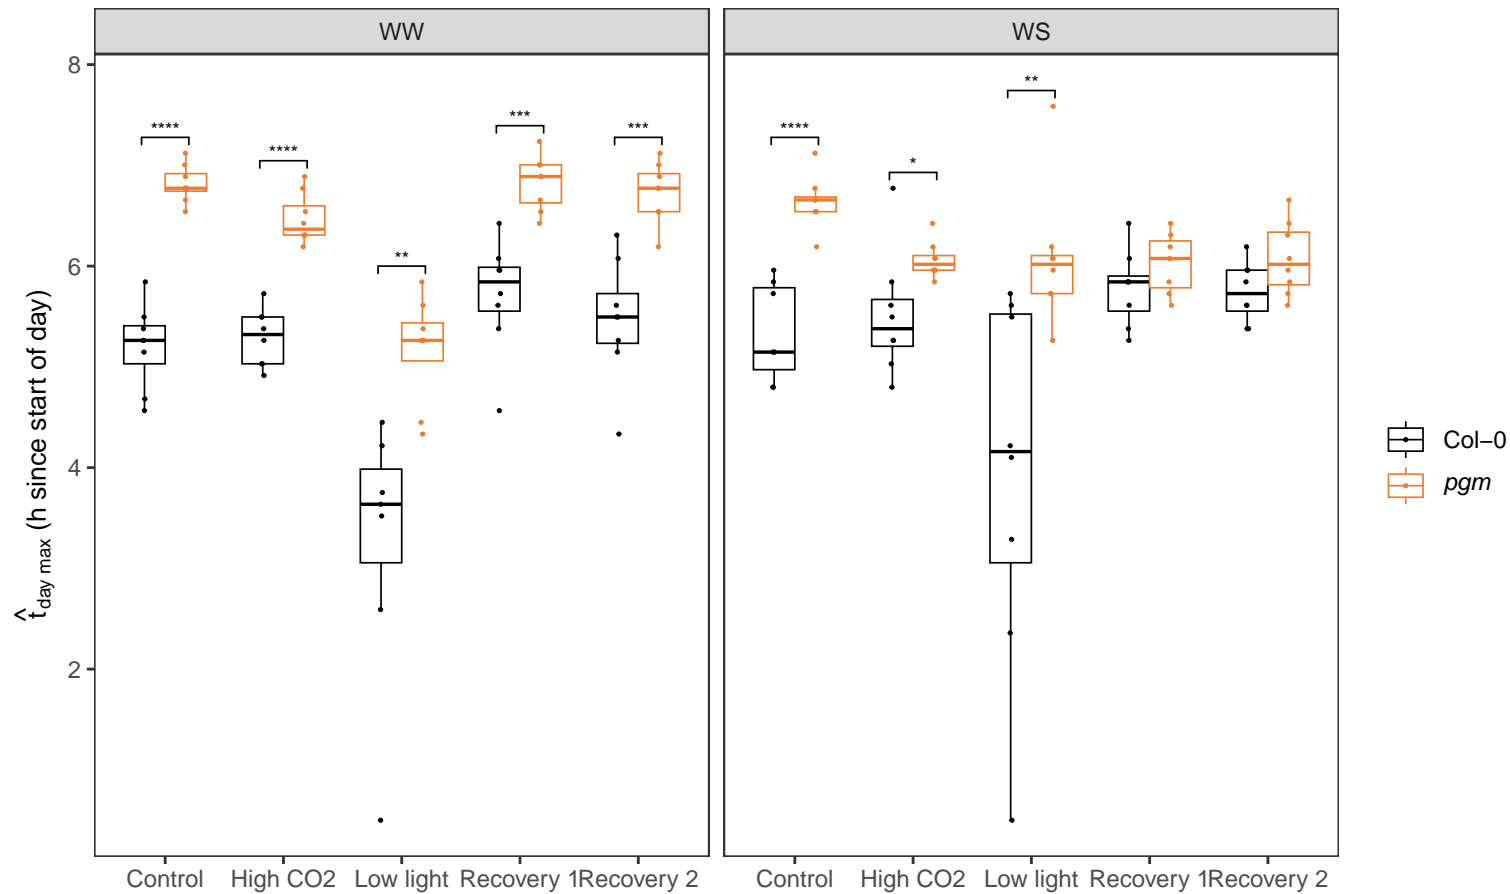 WW
WS
8
6
4
2
**** **** ** *** ***
**** * **
t̂day max (h since start of day)
Control High CO2 Low light Recovery 1 Recovery 2
Control High CO2 Low light Recovery 1 Recovery 2
Col−0
pgm